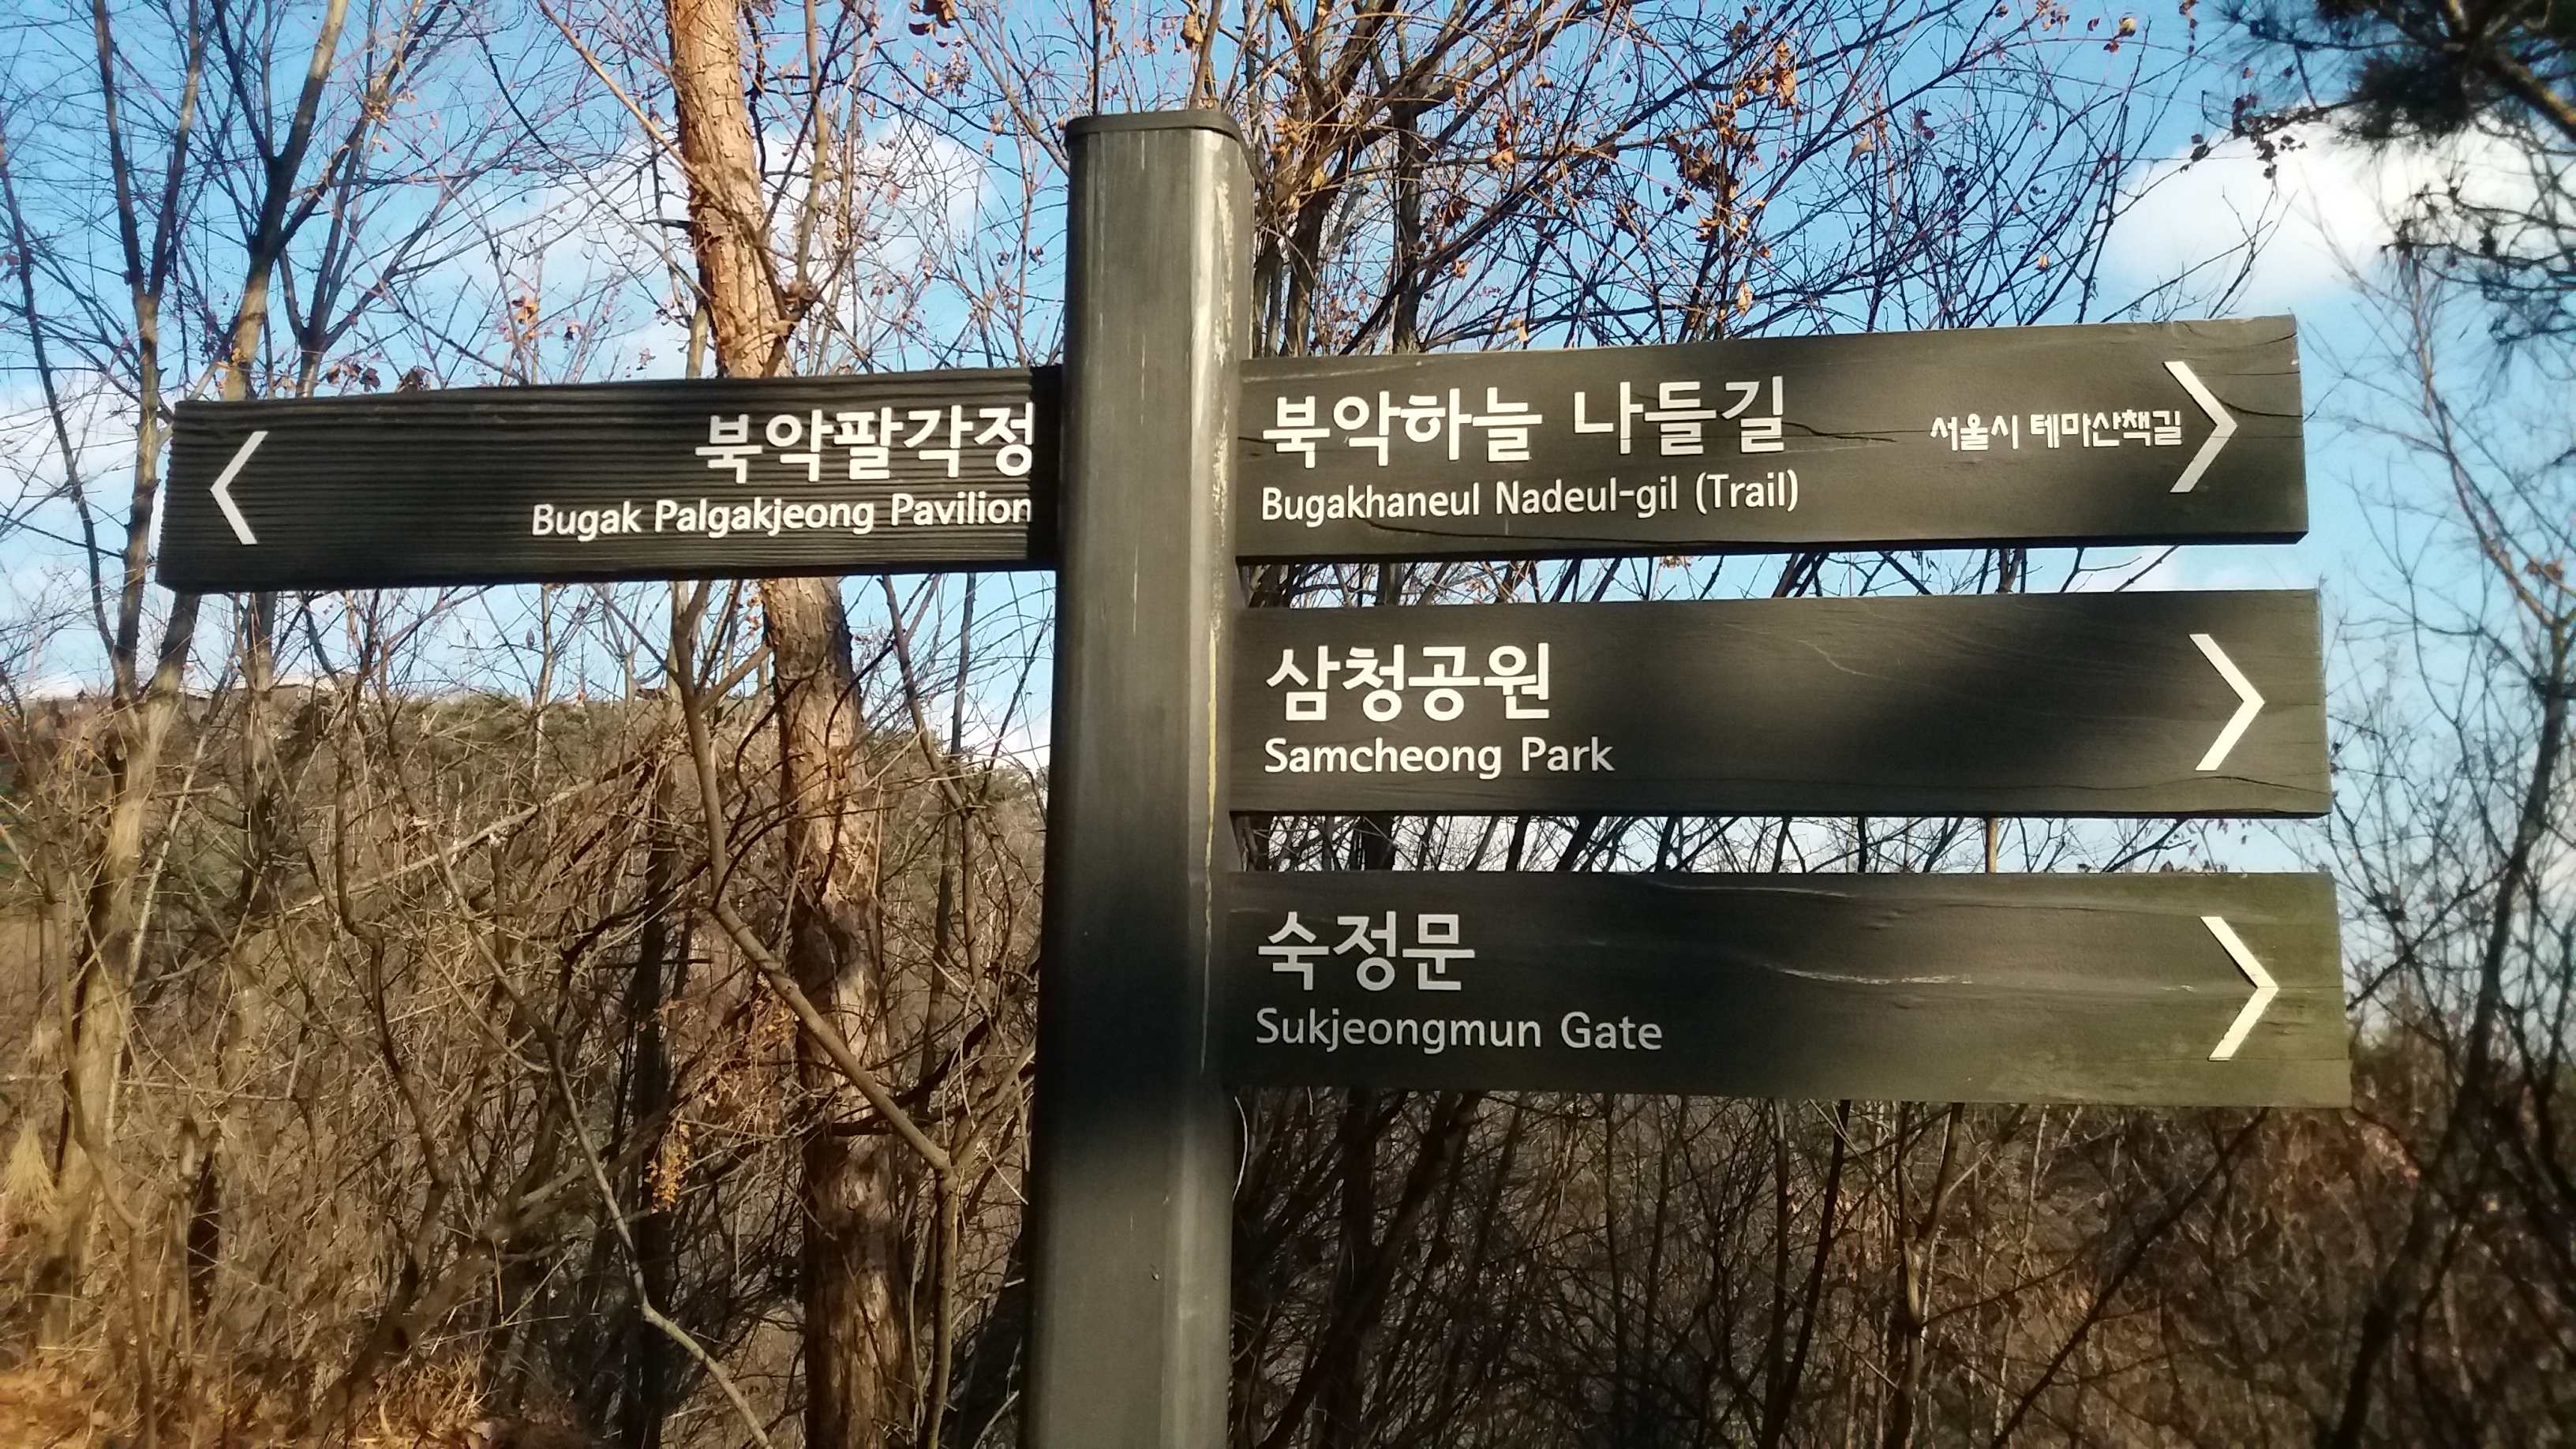 북악팔각정
Bugak Palgakjeong Pavilion
북악하늘 나들길
서울시 테마산책길
Bugakhaneul Nadeul-gil (Trail)
삼청공원
Samcheong Park
숙정문
Sukjeongmun Gate